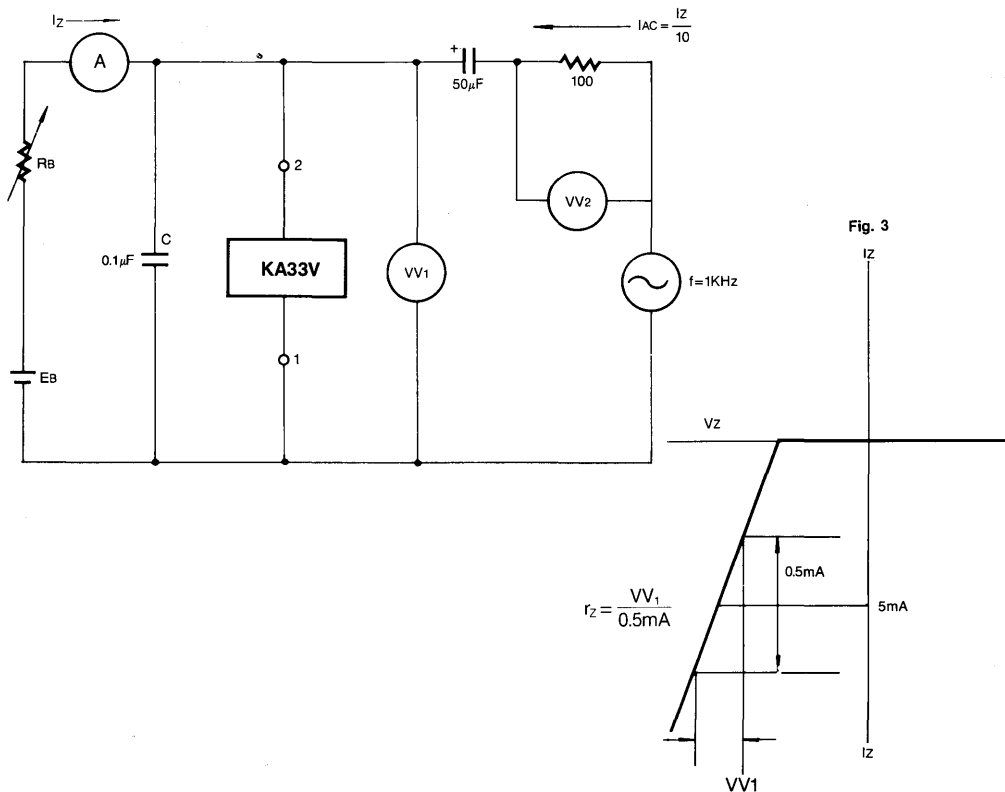 IZ
IAC = IZ/10
A
+
50μF
100
RB
2
VV2
C
0.1μF
KA33V
VV1
f=1KHz
Fig. 3
IZ
1
EB
VZ
0.5mA
rZ = VV1/0.5mA
5mA
IZ
VV1